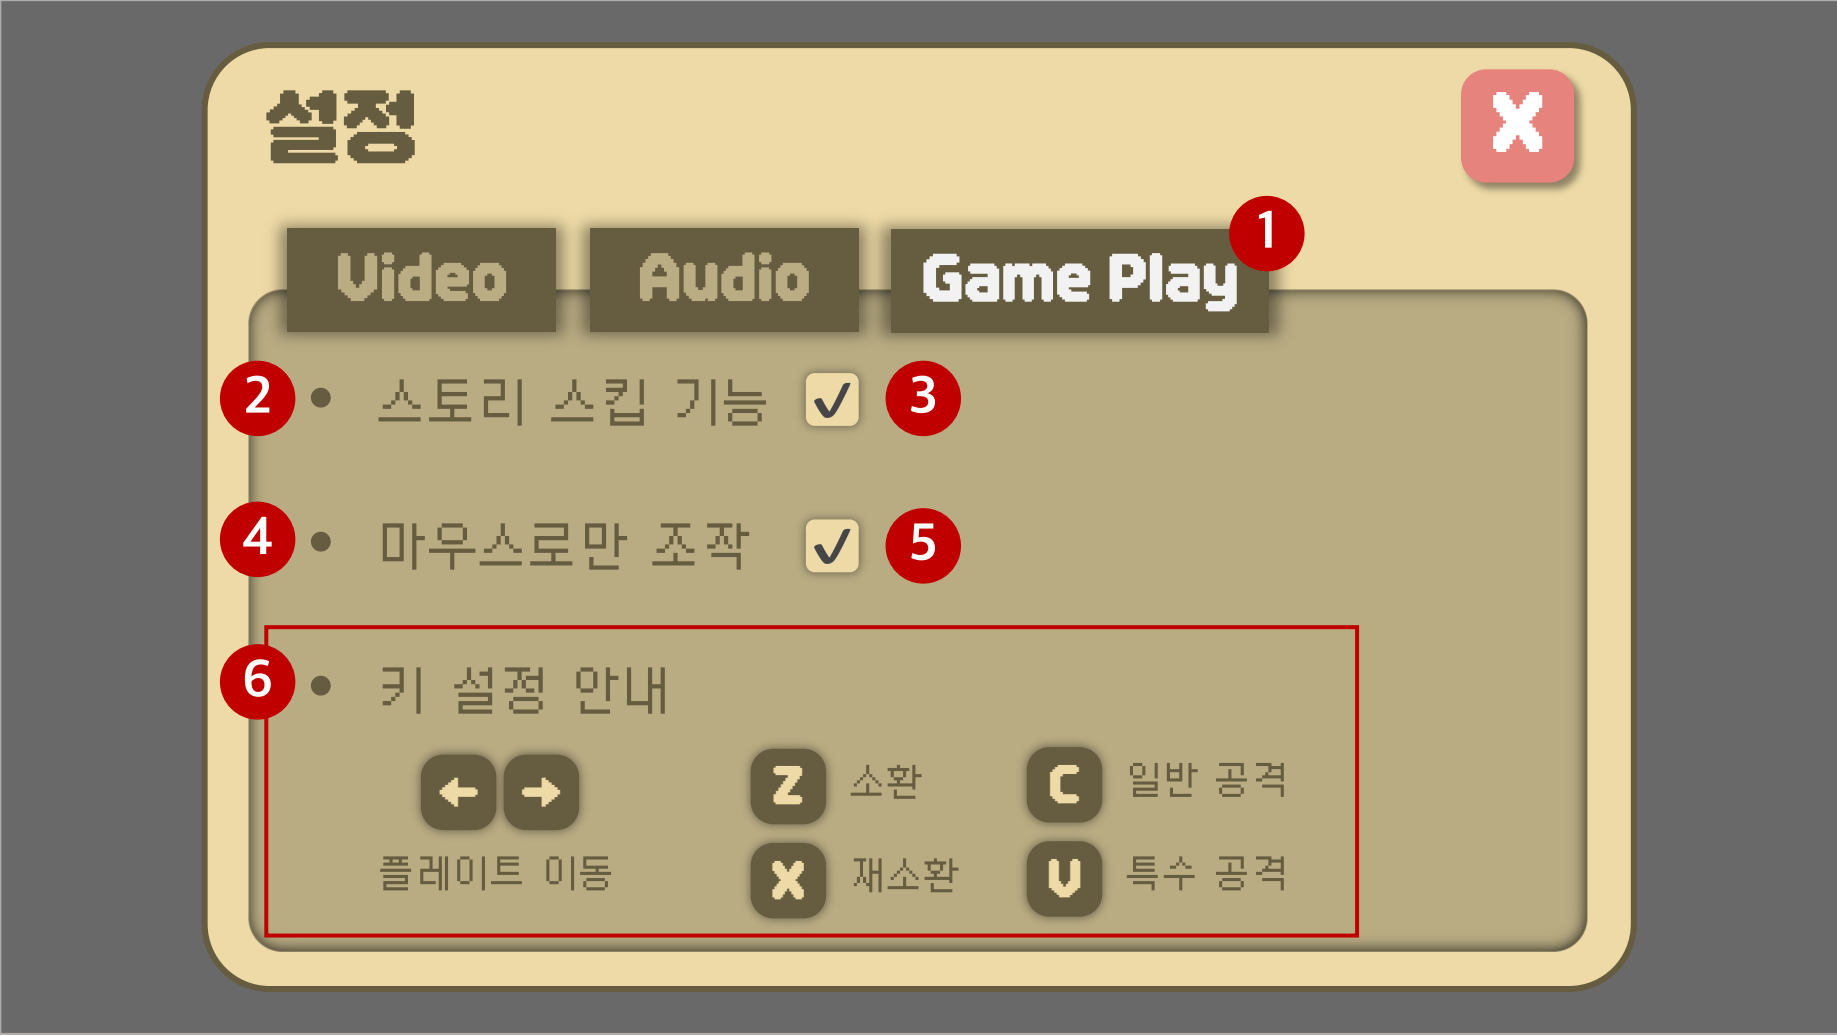 설정
X
Video
Audio
Game Play
1
2
스토리 스킵 기능
3
4
마우스로만 조작
5
6
키 설정 안내
Z 소환
C 일반 공격
플레이트 이동
X 재소환
V 특수 공격